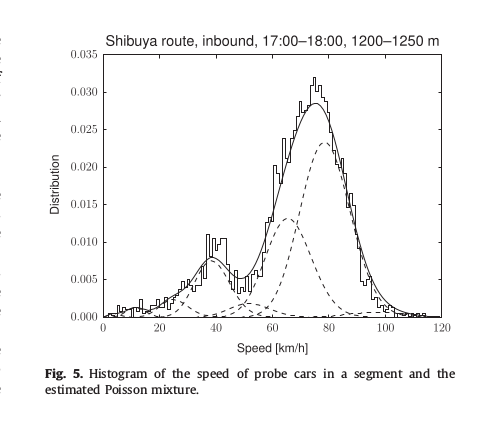 Shibuya route, inbound, 17:00–18:00, 1200–1250 m
0.035
0.030
0.025
0.020
0.015
0.010
0.005
0.000
Distribution
0 20 40 60 80 100 120
Speed [km/h]
Fig. 5. Histogram of the speed of probe cars in a segment and the
estimated Poisson mixture.